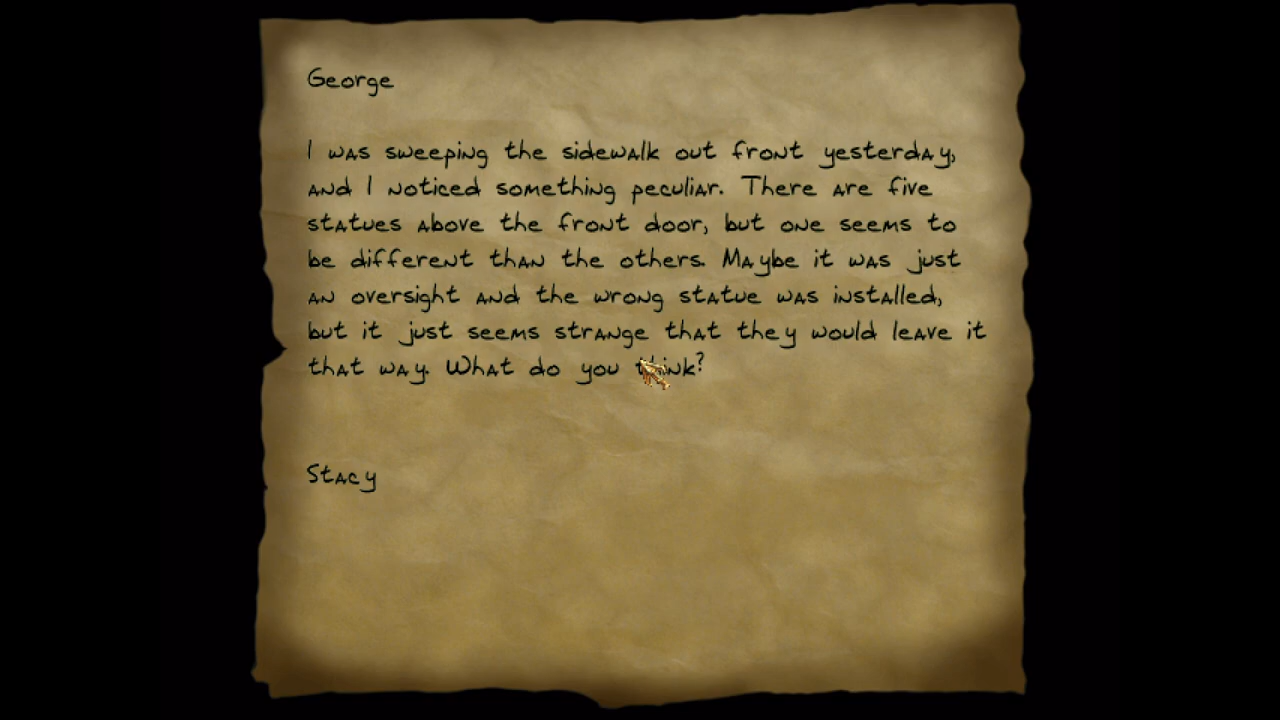 George
I was sweeping the sidewalk out front yesterday,
and I noticed something peculiar. There are five
statues above the front door, but one seems to
be different than the others. Maybe it was just
an oversight and the wrong statue was installed,
but it just seems strange that they would leave it
that way. What do you think?
Stacy